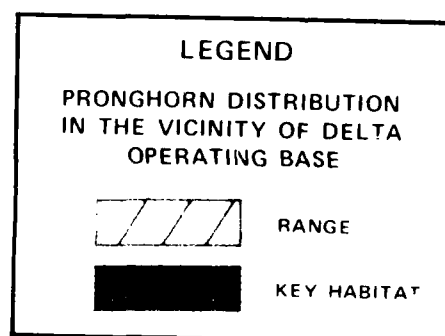 LEGEND
PRONGHORN DISTRIBUTION
IN THE VICINITY OF DELTA
OPERATING BASE
RANGE
KEY HABITAT